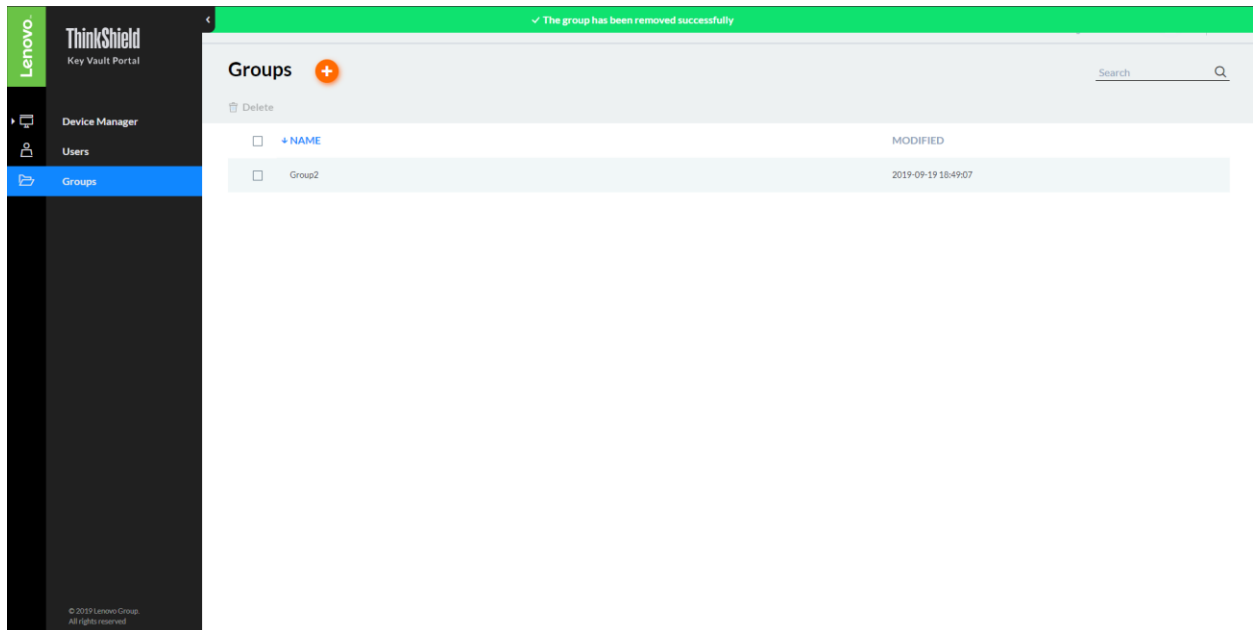 Lenovo.
ThinkShield
Key Vault Portal
Device Manager
Users
Groups
© 2019 Lenovo Group.
All rights reserved
✓ The group has been removed successfully
Groups
Search
Delete
NAME MODIFIED
Group2 2019-09-19 18:49:07